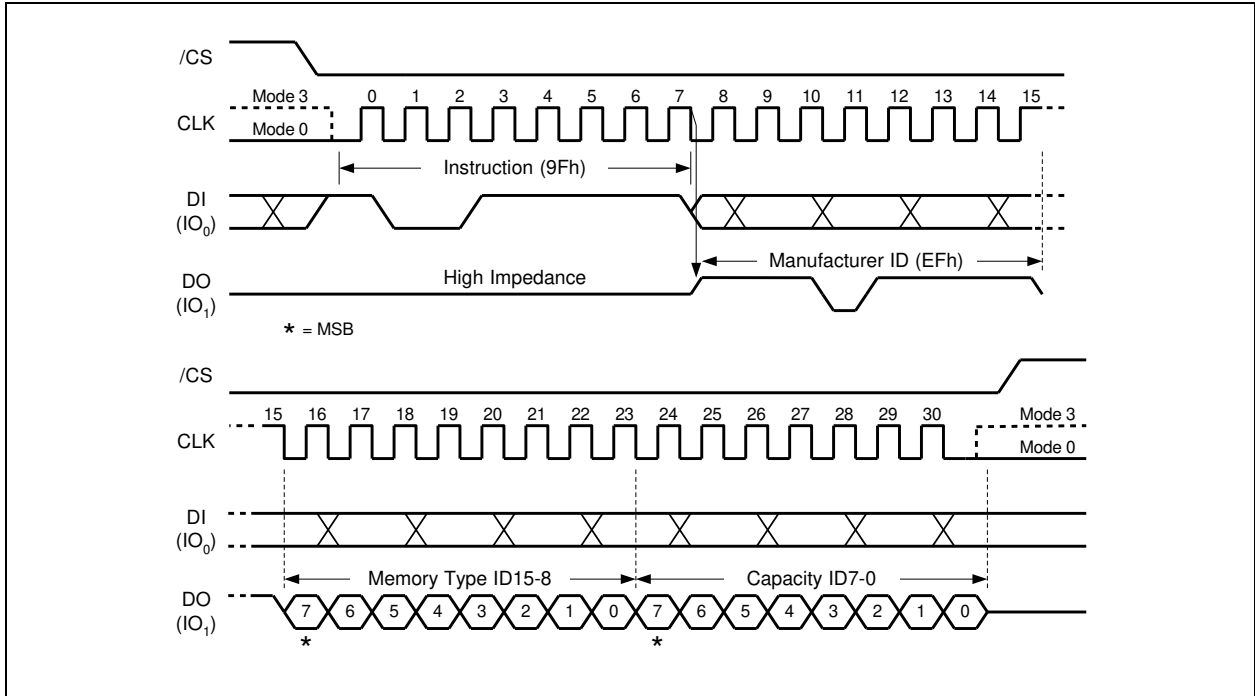 /CS
Mode 3 0 1 2 3 4 5 6 7 8 9 10 11 12 13 14 15
CLK
Mode 0
Instruction (9Fh)
DI
(IO0)
Manufacturer ID (EFh)
High Impedance
DO
(IO1)
* = MSB
/CS
15 16 17 18 19 20 21 22 23 24 25 26 27 28 29 30 Mode 3
CLK
Mode 0
DI
(IO0)
Memory Type ID15-8 Capacity ID7-0
DO 7 6 5 4 3 2 1 0 7 6 5 4 3 2 1 0
(IO1)
* *